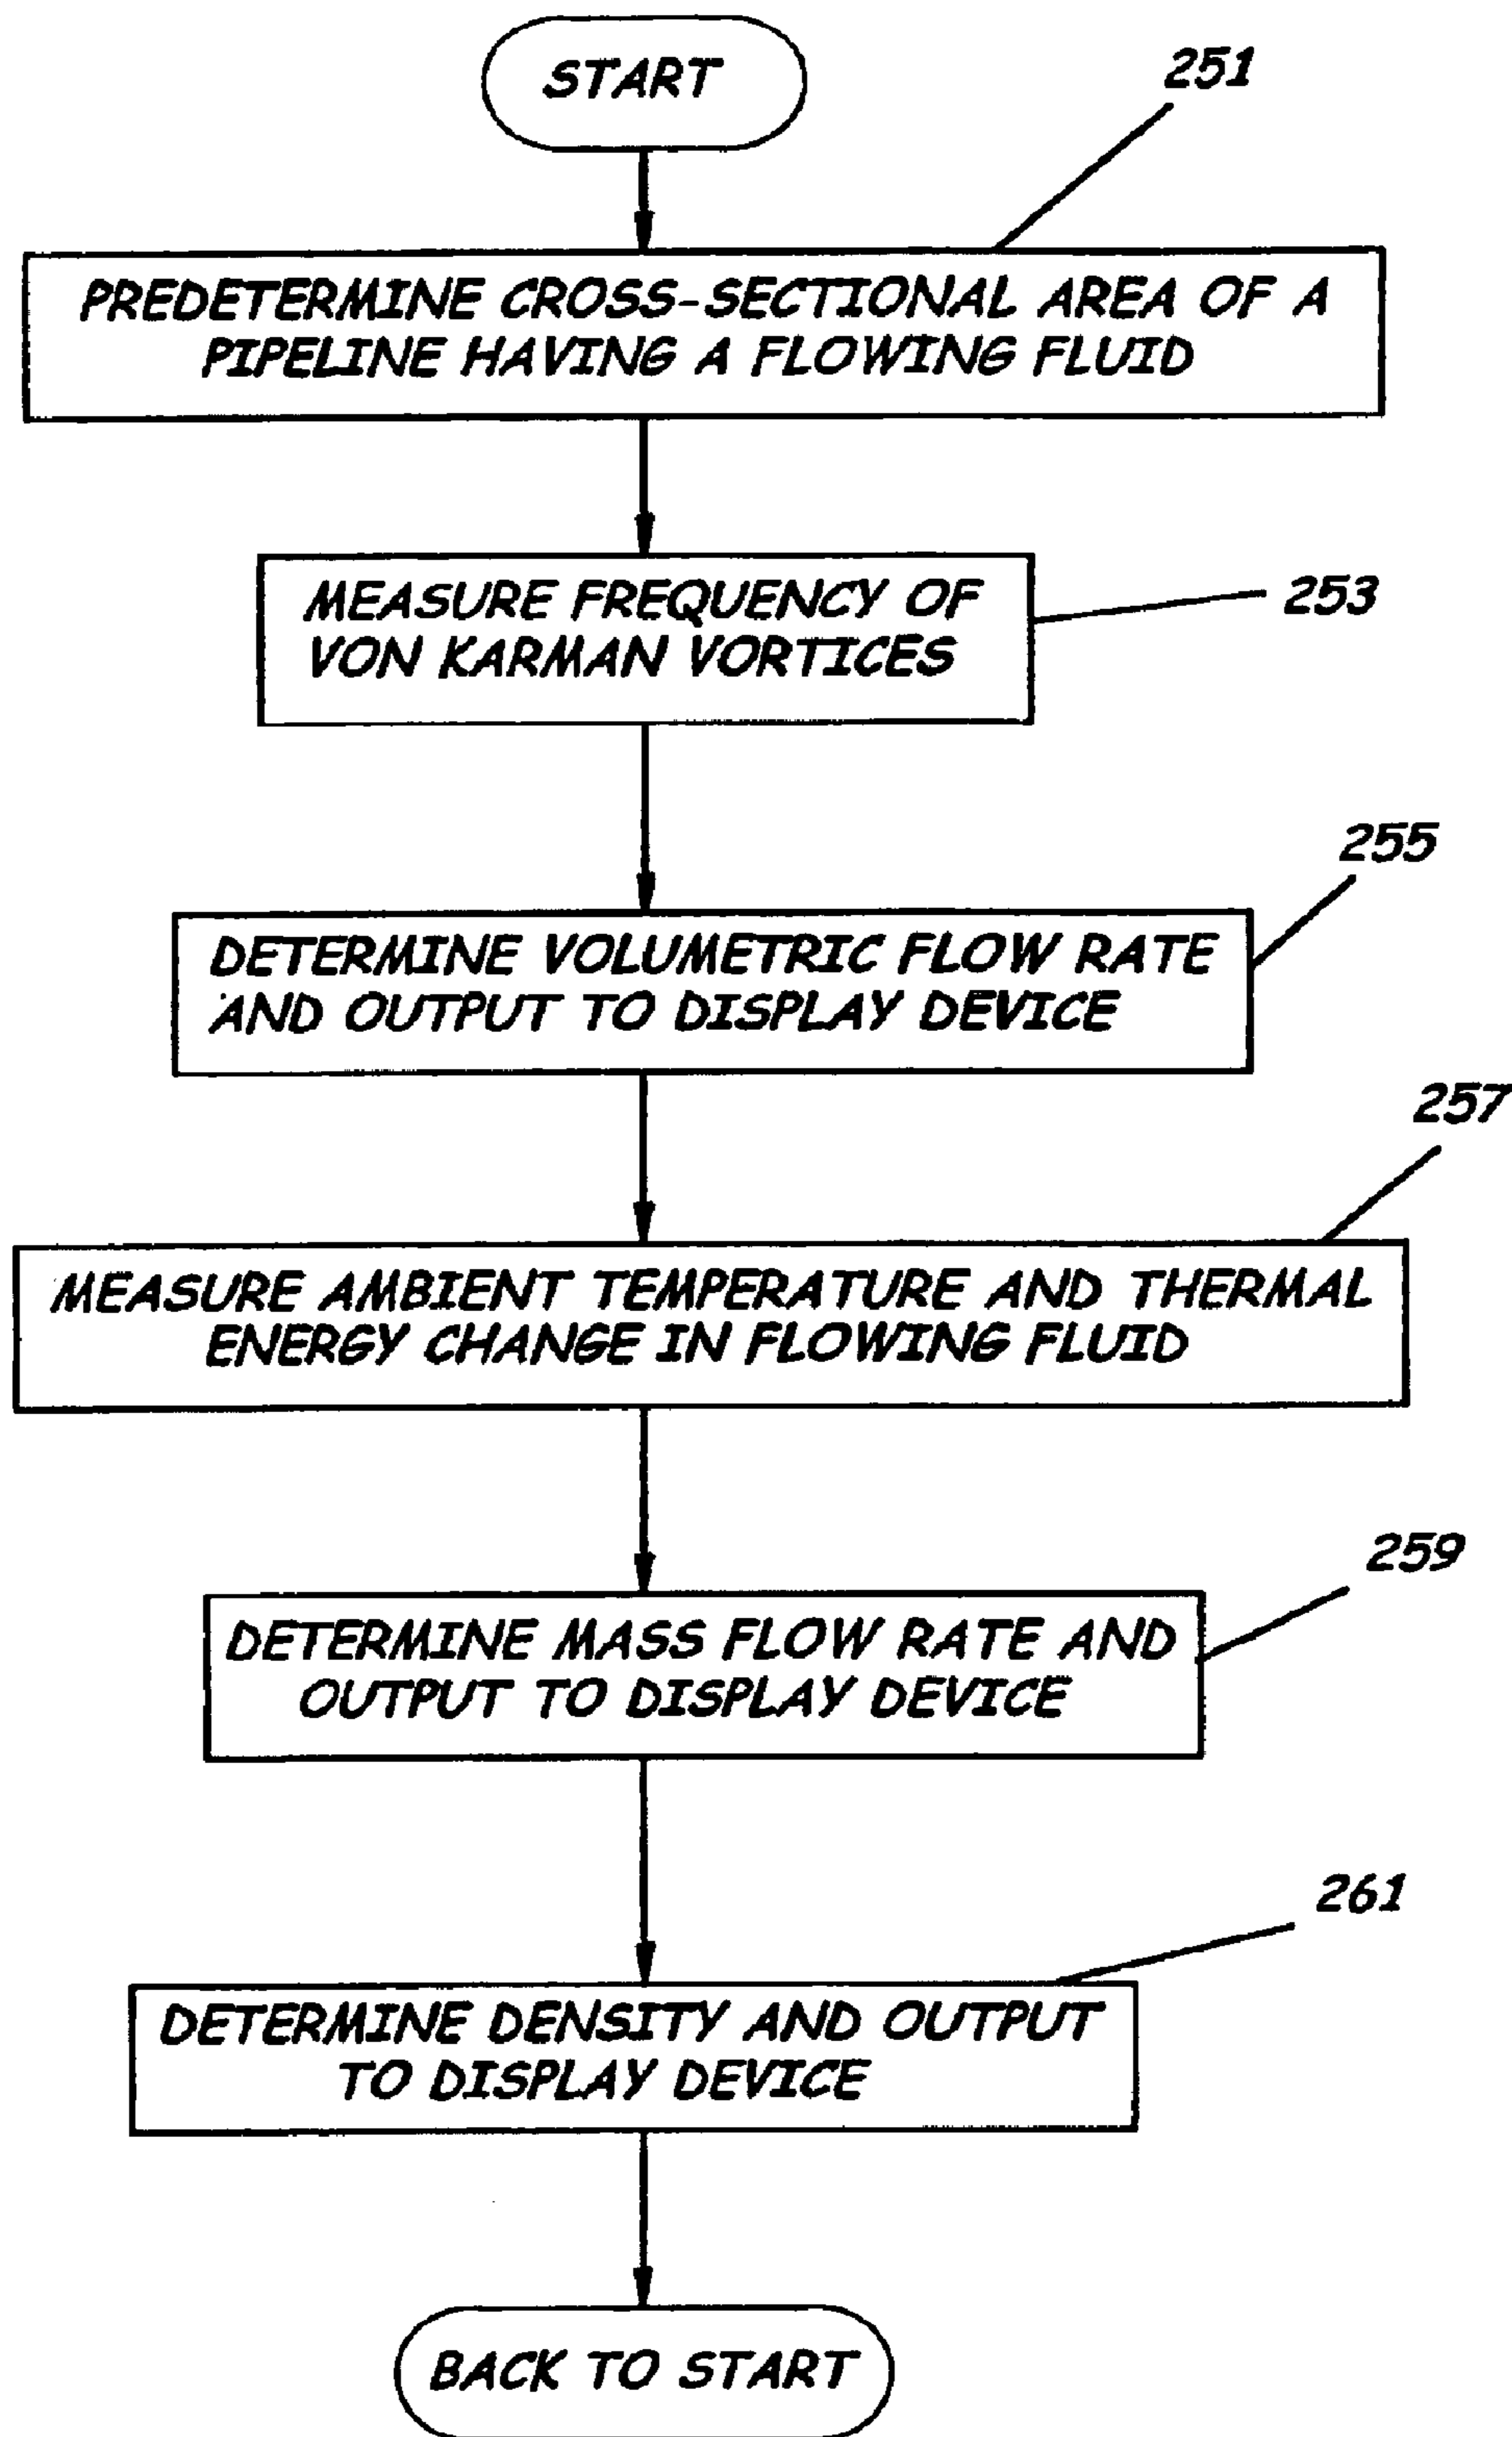 START
251
PREDETERMINE CROSS-SECTIONAL AREA OF A
PIPELINE HAVING A FLOWING FLUID
MEASURE FREQUENCY OF
VON KARMAN VORTICES
253
255
DETERMINE VOLUMETRIC FLOW RATE
AND OUTPUT TO DISPLAY DEVICE
257
MEASURE AMBIENT TEMPERATURE AND THERMAL
ENERGY CHANGE IN FLOWING FLUID
259
DETERMINE MASS FLOW RATE AND
OUTPUT TO DISPLAY DEVICE
261
DETERMINE DENSITY AND OUTPUT
TO DISPLAY DEVICE
BACK TO START